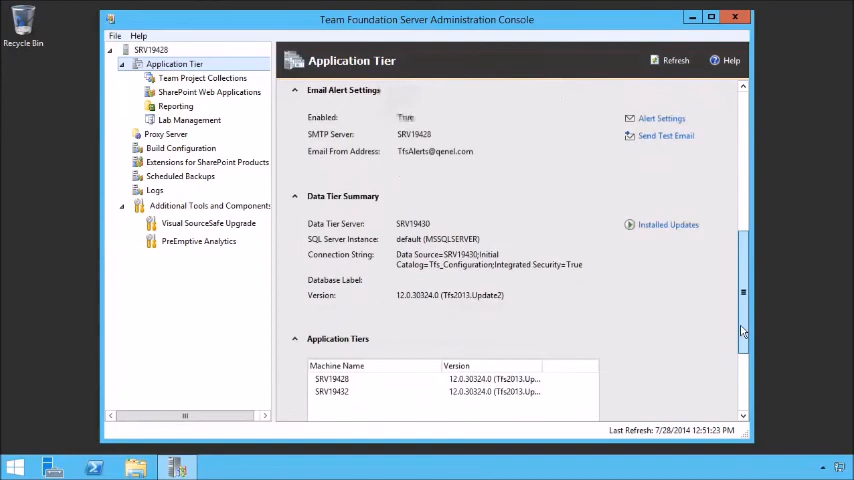 Team Foundation Server Administration Console
Recycle Bin
File Help
SRV19428
Application Tier
Team Project Collections
SharePoint Web Applications
Reporting
Lab Management
Proxy Server
Build Configuration
Extensions for SharePoint Products
Scheduled Backups
Logs
Additional Tools and Components
Visual SourceSafe Upgrade
PreEmptive Analytics
Application Tier
Refresh
Help
Email Alert Settings
Enabled: True
Alert Settings
SMTP Server: SRV19428
Send Test Email
Email From Address: TfsAlerts@qenel.com
Data Tier Summary
Data Tier Server: SRV19430
Installed Updates
SQL Server Instance: default (MSSQLSERVER)
Connection String: Data Source=SRV19430;Initial
Catalog=Tfs_Configuration;Integrated Security=True
Database Label:
Version: 12.0.30324.0 (Tfs2013.Update2)
Application Tiers
Machine Name Version
SRV19428 12.0.30324.0 (Tfs2013.Up...
SRV19432 12.0.30324.0 (Tfs2013.Up...
Last Refresh: 7/28/2014 12:51:23 PM